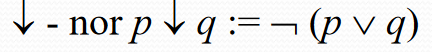 ↓ - nor p ↓ q := ¬ (p ∨ q)